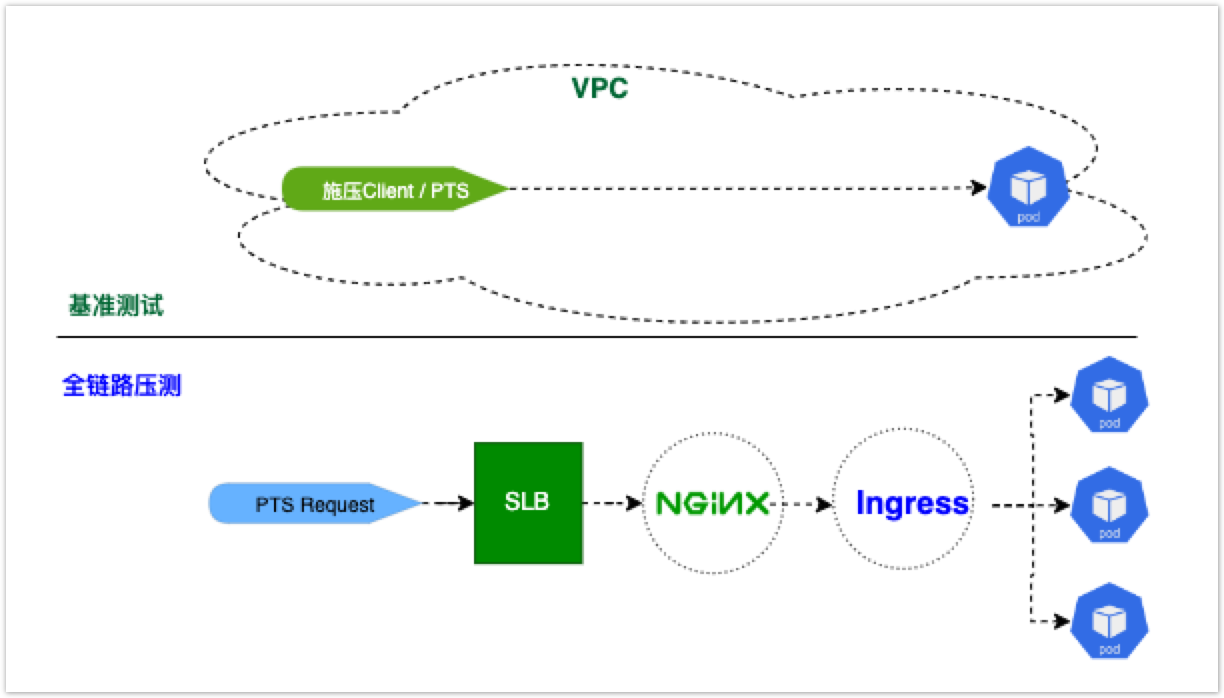 VPC
施压Client / PTS
pod
基准测试
全链路压测
pod
PTS Request
SLB
NGiNX
Ingress
pod
pod